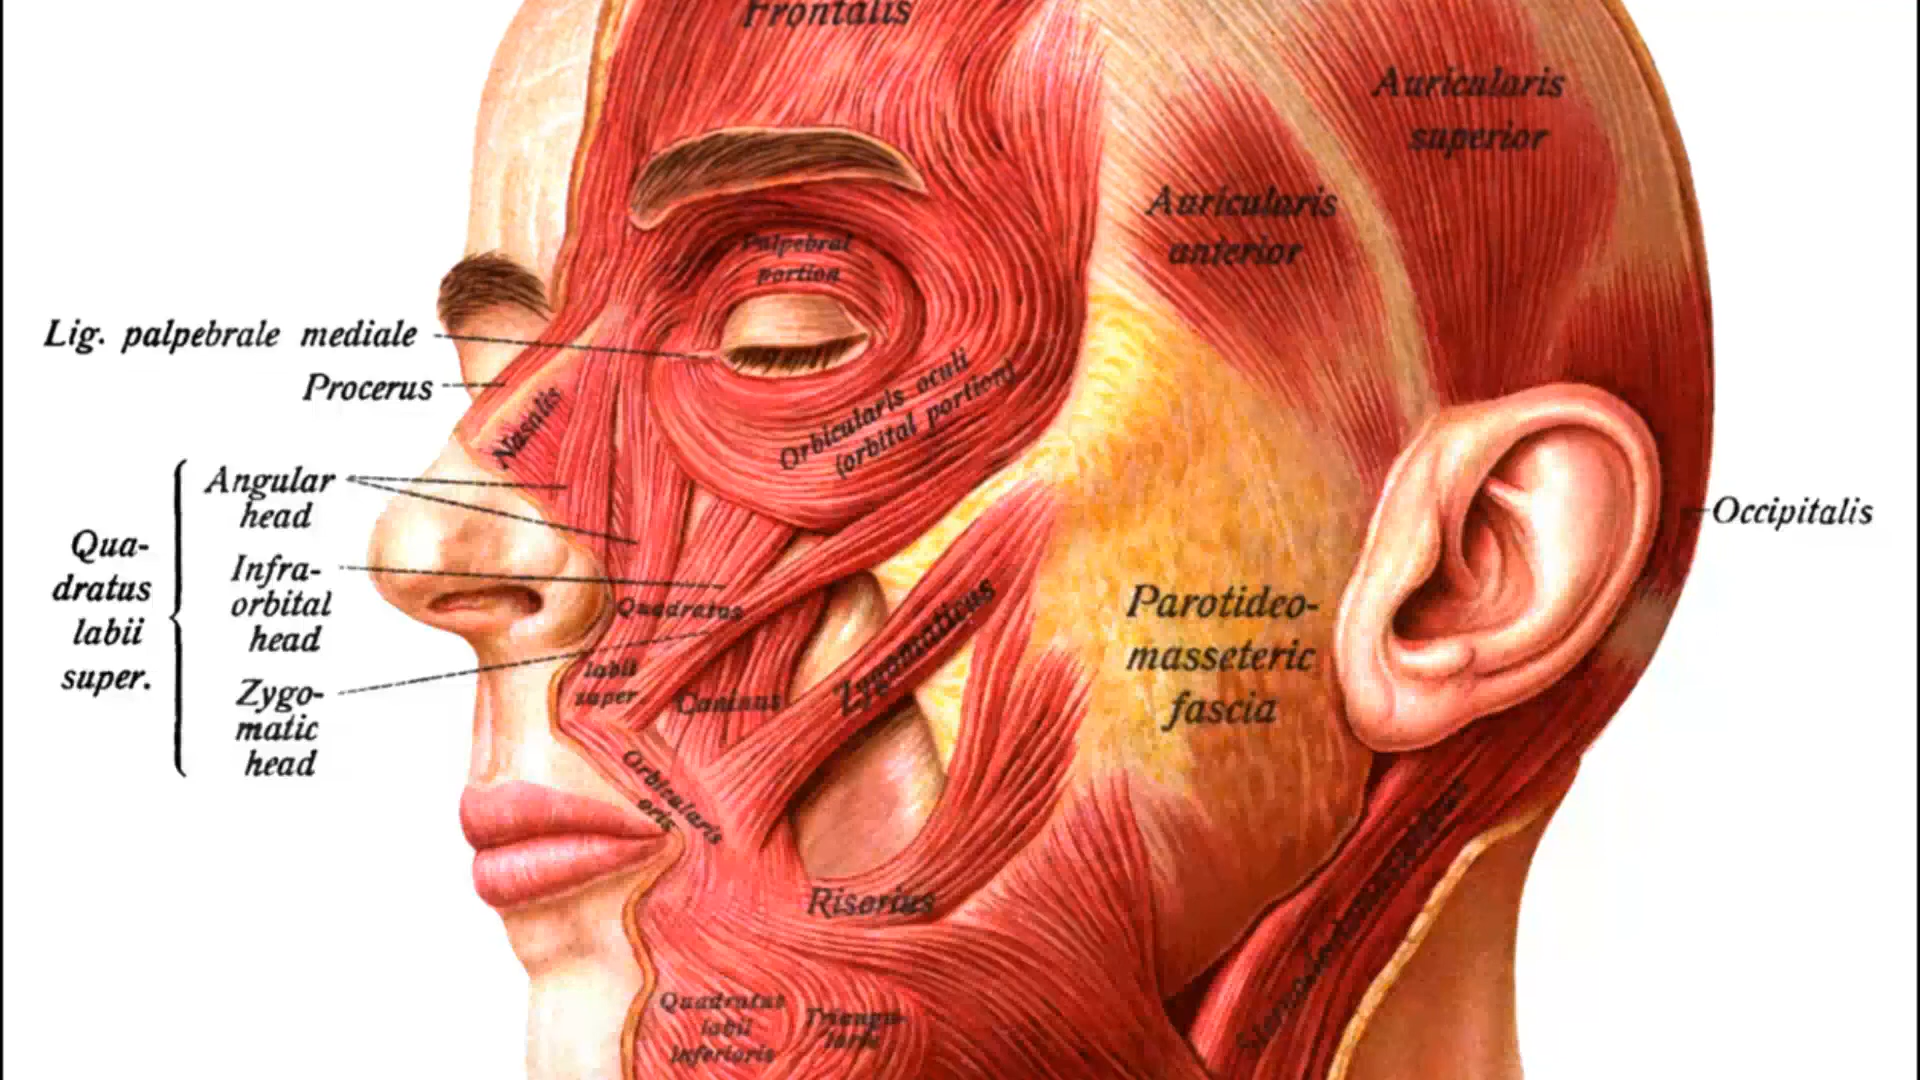 Frontalis
Auricularis
superior
Auricularis
anterior
Palpebral
portion
Lig. palpebrale mediale
Procerus
Nasalis
Orbicularis oculi
(orbital portion)
Angular
head
Qua-
dratus
labii
super.
Infra-
orbital
head
Zygo-
matic
head
Occipitalis
Quadratus
labii
super
Caninus
Zygomaticus
Parotideo-
masseteric
fascia
Orbicularis
oris
Risorius
Quadratus
labii
inferioris
Triangu-
laris
Sternocleidomastoideus